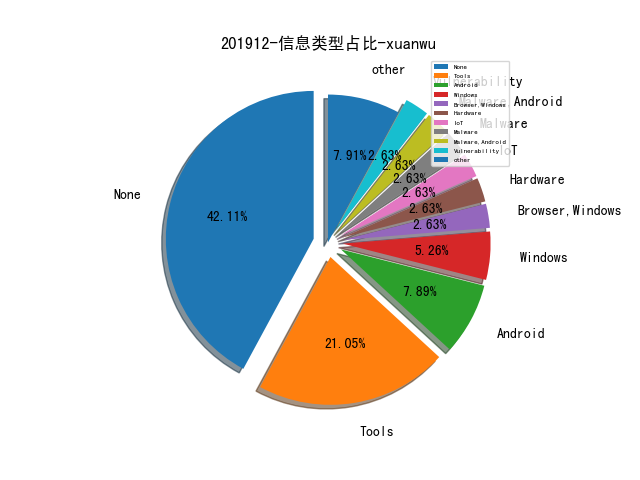 201912-信息类型占比-xuanwu
other
Vulnerability
Malware,Android
Malware
IoT
Hardware
Browser,Windows
Windows
Android
Tools
None
7.91%
2.63%
2.63%
2.63%
2.63%
2.63%
2.63%
5.26%
7.89%
21.05%
42.11%
None
Tools
Android
Windows
Browser,Windows
Hardware
IoT
Malware
Malware,Android
Vulnerability
other